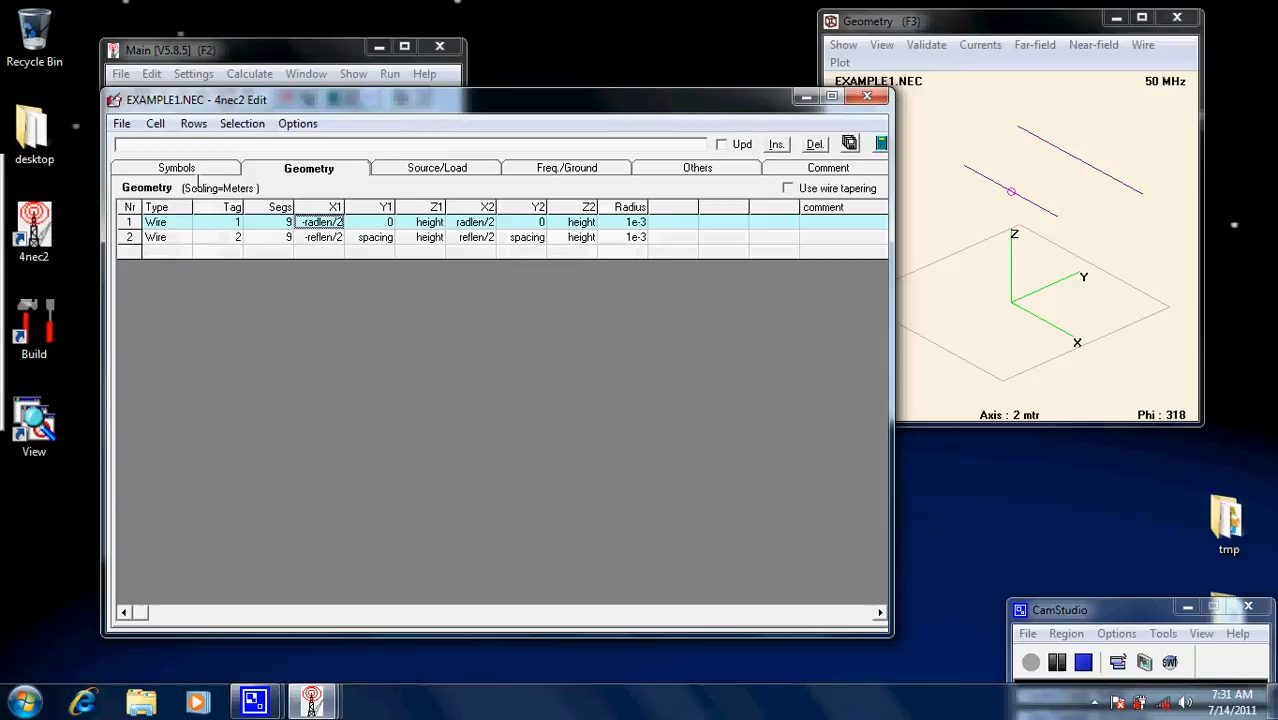 Recycle Bin
desktop
4nec2
Build
View
Main [V5.8.5] (F2)
File Edit Settings Calculate Window Show Run Help
EXAMPLE1.NEC - 4nec2 Edit
File Cell Rows Selection Options
Upd Ins. Del.
Symbols Geometry Source/Load Freq./Ground Others Comment
Geometry (Scaling=Meters ) Use wire tapering
Nr Type Tag Segs X1 Y1 Z1 X2 Y2 Z2 Radius comment
1 Wire 1 9 -radlen/2 0 height radlen/2 0 height 1e-3
2 Wire 2 9 -reflen/2 spacing height reflen/2 spacing height 1e-3
Geometry (F3)
Show View Validate Currents Far-field Near-field Wire
Plot
EXAMPLE1.NEC 50 MHz
Z
Y
X
Axis : 2 mtr Phi : 318
tmp
CamStudio
File Region Options Tools View Help
SWF
7:31 AM
7/14/2011